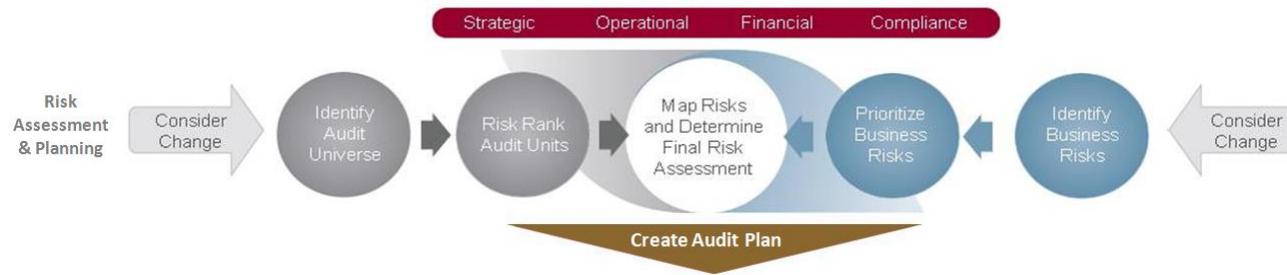 Strategic Operational Financial Compliance
Risk
Assessment
& Planning
Consider
Change
Identify
Audit
Universe
Risk Rank
Audit Units
Map Risks
and Determine
Final Risk
Assessment
Prioritize
Business
Risks
Identify
Business
Risks
Consider
Change
Create Audit Plan